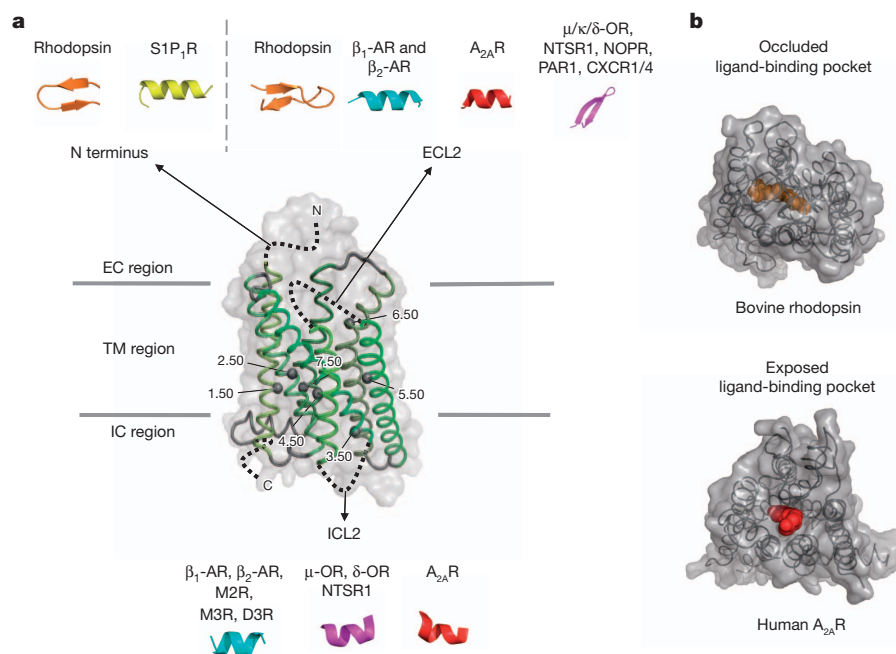 a
Rhodopsin
S1P₁R
Rhodopsin
β₁-AR and
β₂-AR
A₂ₐR
μ/κ/δ-OR,
NTSR1, NOPR,
PAR1, CXCR1/4
N terminus
ECL2
N
EC region
6.50
TM region
2.50
7.50
1.50
5.50
IC region
4.50
3.50
C
ICL2
β₁-AR, β₂-AR,
M2R,
M3R, D3R
μ-OR, δ-OR
NTSR1
A₂ₐR
b
Occluded
ligand-binding pocket
Bovine rhodopsin
Exposed
ligand-binding pocket
Human A₂ₐR